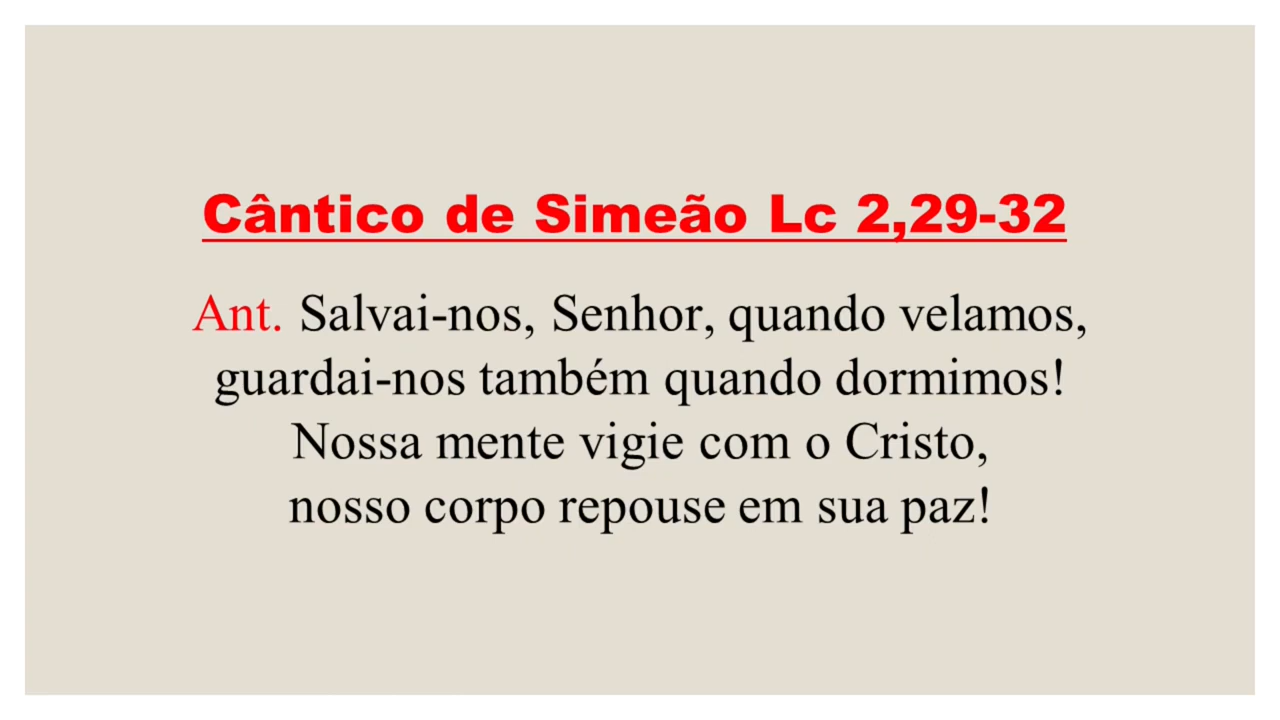 Cântico de Simeão Lc 2,29-32
Ant. Salvai-nos, Senhor, quando velamos,
guardai-nos também quando dormimos!
Nossa mente vigie com o Cristo,
nosso corpo repouse em sua paz!